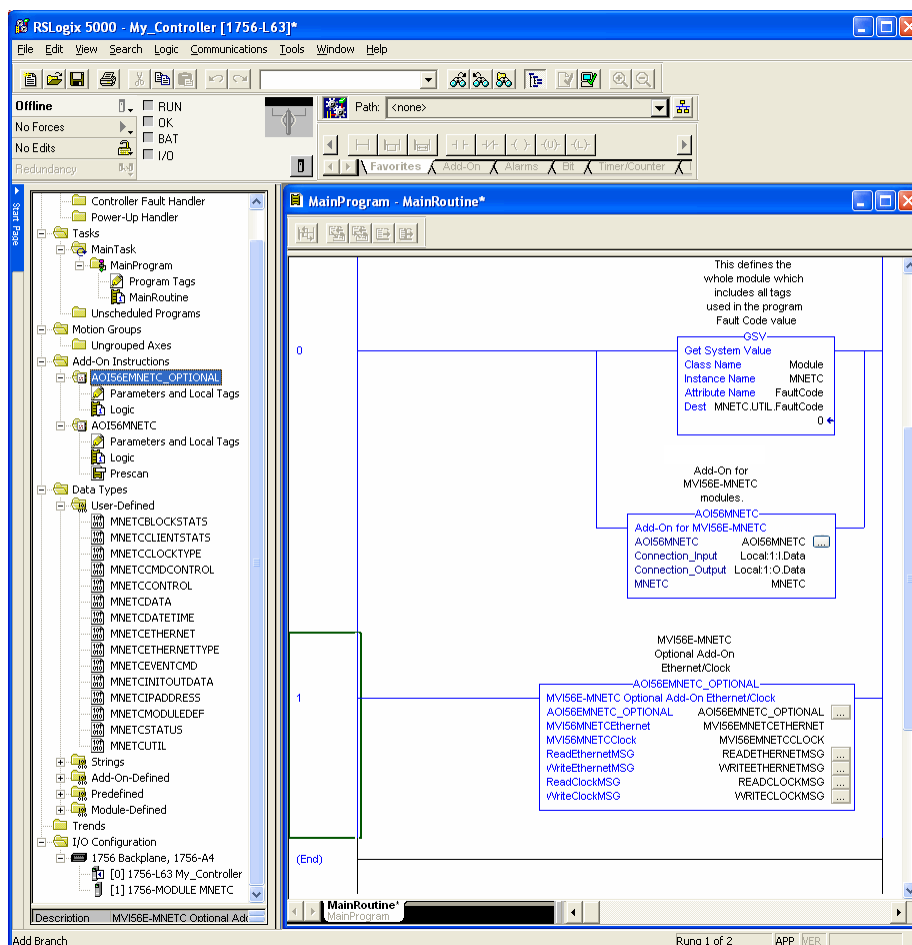 RSLogix 5000 - My_Controller [1756-L63]*
File Edit View Search Logic Communications Tools Window Help
Offline
RUN
No Forces
OK
No Edits
BAT
Redundancy
I/O
Path: <none>
Favorites Add-On Alarms Bit Timer/Counter
Start Page
Controller Fault Handler
Power-Up Handler
Tasks
MainTask
MainProgram
Program Tags
MainRoutine
Unscheduled Programs
Motion Groups
Ungrouped Axes
Add-On Instructions
AOI56EMNETC_OPTIONAL
Parameters and Local Tags
Logic
AOI56MNETC
Parameters and Local Tags
Logic
Prescan
Data Types
User-Defined
MNETCBLOCKSTATS
MNETCCLIENTSTATS
MNETCCLOCKTYPE
MNETCCMDCONTROL
MNETCCONTROL
MNETCDATA
MNETCDATETIME
MNETCETHERNET
MNETCETHERNETTYPE
MNETCEVENTCMD
MNETCINITOUTDATA
MNETCIPADDRESS
MNETCMODULEDEF
MNETCSTATUS
MNETCUTIL
Strings
Add-On-Defined
Predefined
Module-Defined
Trends
I/O Configuration
1756 Backplane, 1756-A4
[0] 1756-L63 My_Controller
[1] 1756-MODULE MNETC
Description MVI56E-MNETC Optional Add
MainProgram - MainRoutine*
This defines the
whole module which
includes all tags
used in the program
Fault Code value
0
GSV
Get System Value
Class Name Module
Instance Name MNETC
Attribute Name FaultCode
Dest MNETC.UTIL.FaultCode
0
Add-On for
MVI56E-MNETC
modules.
AOI56MNETC
Add-On for MVI56E-MNETC
AOI56MNETC AOI56MNETC ...
Connection_Input Local:1:I.Data
Connection_Output Local:1:O.Data
MNETC MNETC
MVI56E-MNETC
Optional Add-On
Ethernet/Clock
1
AOI56EMNETC_OPTIONAL
MVI56E-MNETC Optional Add-On Ethernet/Clock
AOI56EMNETC_OPTIONAL AOI56EMNETC_OPTIONAL ...
MVI56MNETCEthernet MVI56EMNETCETHERNET
MVI56MNETCClock MVI56EMNETCCLOCK
ReadEthernetMSG READETHERNETMSG ...
WriteEthernetMSG WRITEETHERNETMSG ...
ReadClockMSG READCLOCKMSG ...
WriteClockMSG WRITECLOCKMSG ...
(End)
MainRoutine*
MainProgram
Add Branch
Rung 1 of 2 APP VER